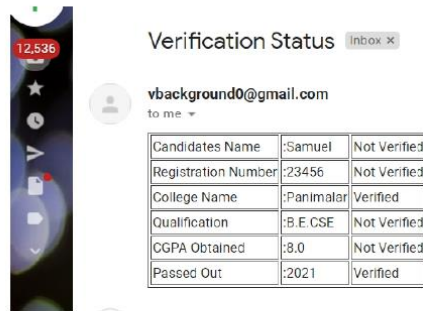 12,536
Verification Status Inbox ×
vbackground0@gmail.com
to me
Candidates Name :Samuel Not Verified
Registration Number :23456 Not Verified
College Name :Panimalar Verified
Qualification :B.E.CSE Not Verified
CGPA Obtained :8.0 Not Verified
Passed Out :2021 Verified